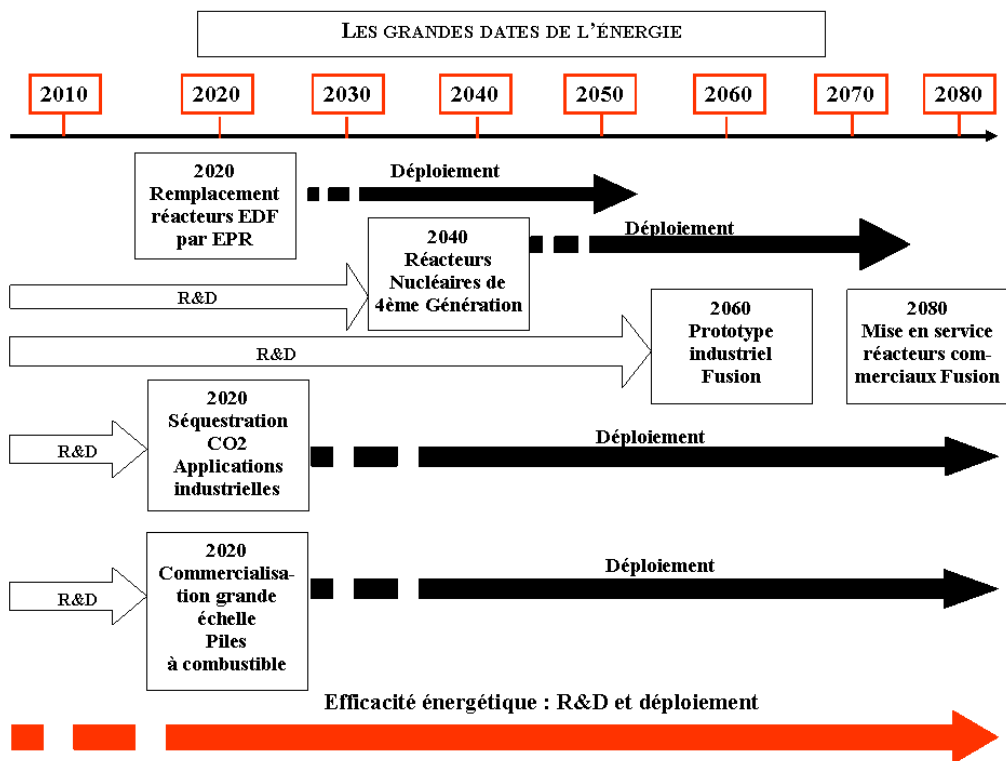 LES GRANDES DATES DE L'ÉNERGIE
2010 2020 2030 2040 2050 2060 2070 2080
2020
Remplacement
réacteurs EDF
par EPR
Déploiement
2040
Réacteurs
Nucléaires de
4ème Génération
Déploiement
R&D
R&D
2060
Prototype
industriel
Fusion
2080
Mise en service
réacteurs com-
merciaux Fusion
R&D
2020
Séquestration
CO2
Applications
industrielles
Déploiement
R&D
2020
Commercialisa-
tion grande
échelle
Piles
à combustible
Déploiement
Efficacité énergétique : R&D et déploiement